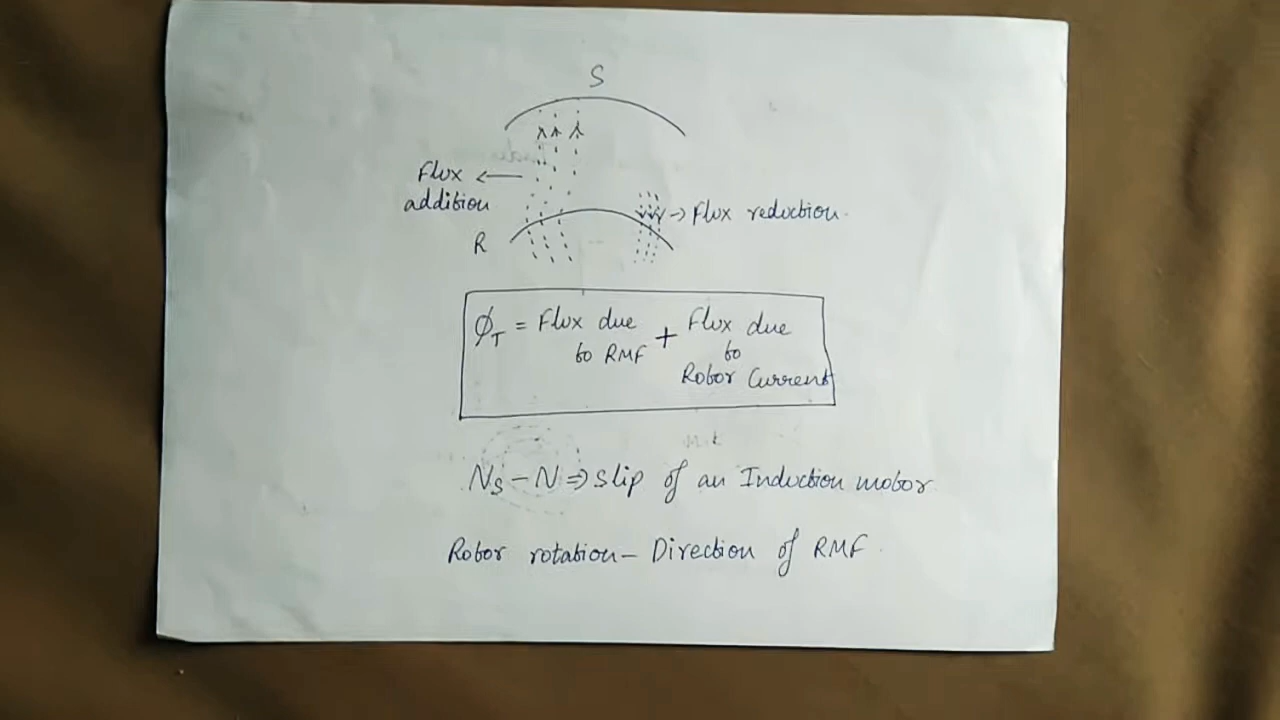 S
Flux ←
addition
→ Flux reduction.
R
ϕT = Flux due + Flux due
to RMF to
Rotor Current
NS − N ⇒ Slip of an Induction motor
Rotor rotation − Direction of RMF.